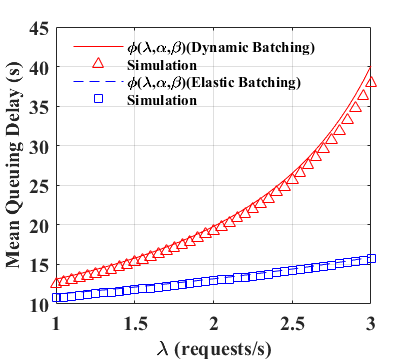 45
40
35
30
25
20
15
10
Mean Queuing Delay (s)
ϕ(λ,α,β)(Dynamic Batching)
Simulation
ϕ(λ,α,β)(Elastic Batching)
Simulation
1
1.5
2
2.5
3
λ (requests/s)